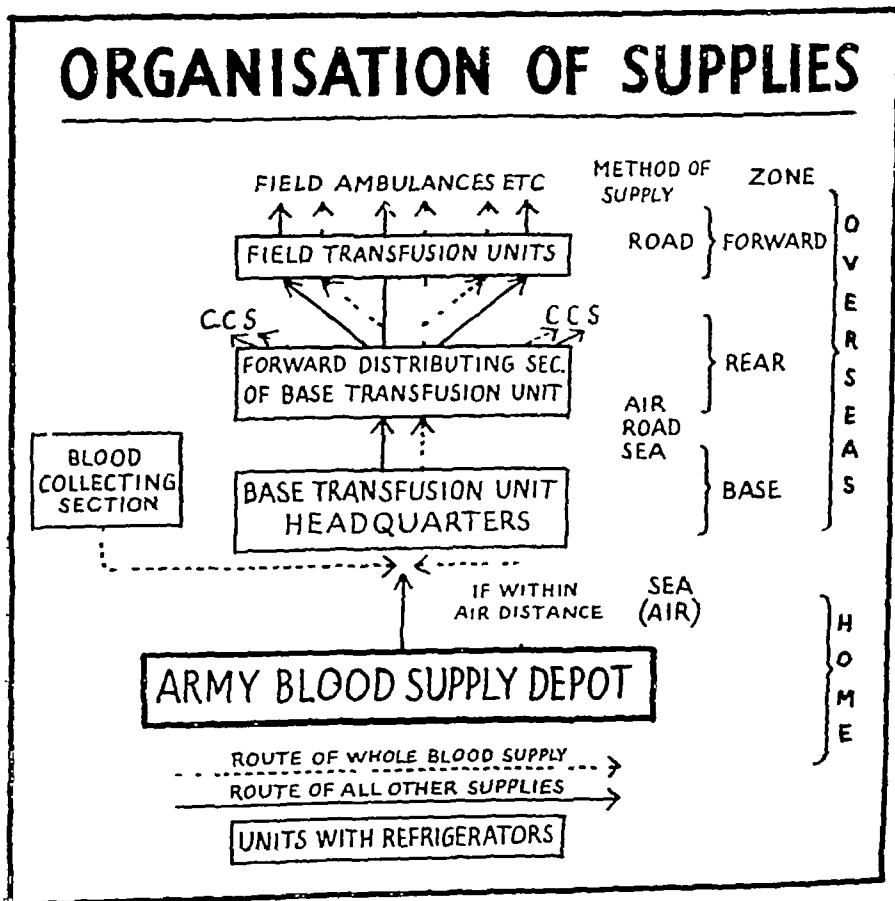 ORGANISATION OF SUPPLIES
METHOD OF
SUPPLY
ZONE
FIELD AMBULANCES ETC
FIELD TRANSFUSION UNITS
ROAD
FORWARD
C.C.S
C C S
FORWARD DISTRIBUTING SEC.
OF BASE TRANSFUSION UNIT
REAR
AIR
ROAD
SEA
BLOOD
COLLECTING
SECTION
BASE TRANSFUSION UNIT
HEADQUARTERS
BASE
OVERSEAS
IF WITHIN
AIR DISTANCE
SEA
(AIR)
ARMY BLOOD SUPPLY DEPOT
HOME
ROUTE OF WHOLE BLOOD SUPPLY
ROUTE OF ALL OTHER SUPPLIES
UNITS WITH REFRIGERATORS